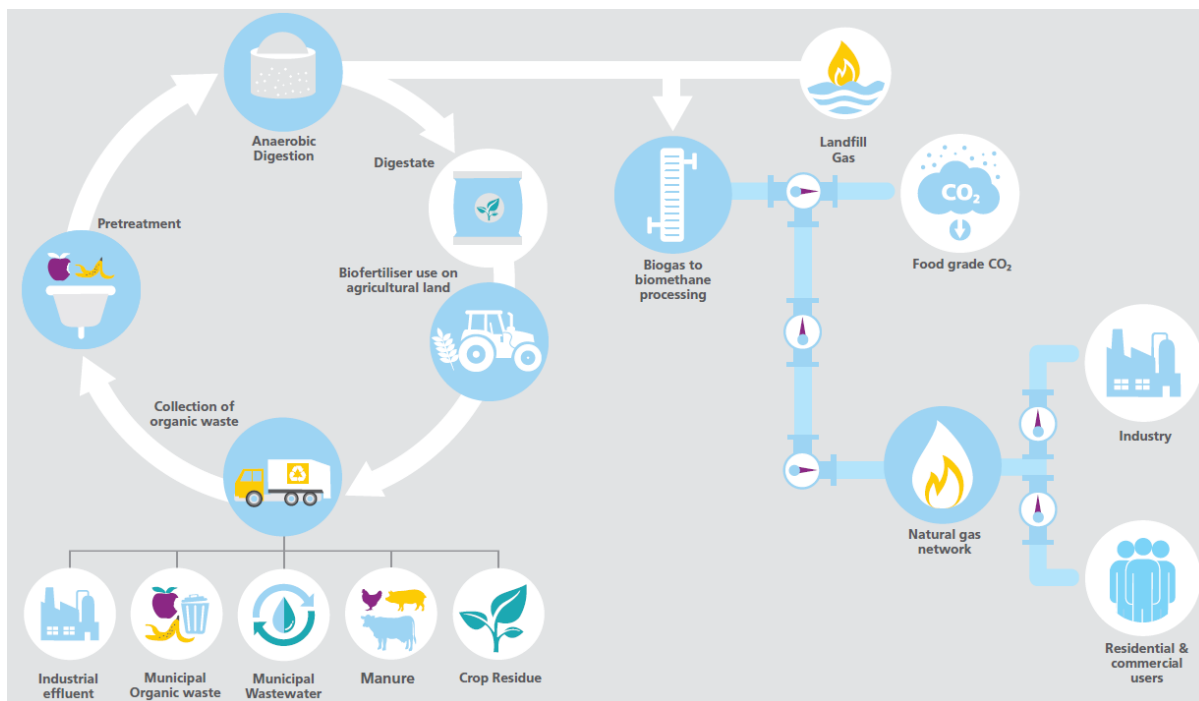 Anaerobic
Digestion
Digestate
Landfill
Gas
CO₂
Pretreatment
Biofertiliser use on
agricultural land
Biogas to
biomethane
processing
Food grade CO₂
Collection of
organic waste
Industry
Natural gas
network
Industrial
effluent
Municipal
Organic waste
Municipal
Wastewater
Manure
Crop Residue
Residential &
commercial
users